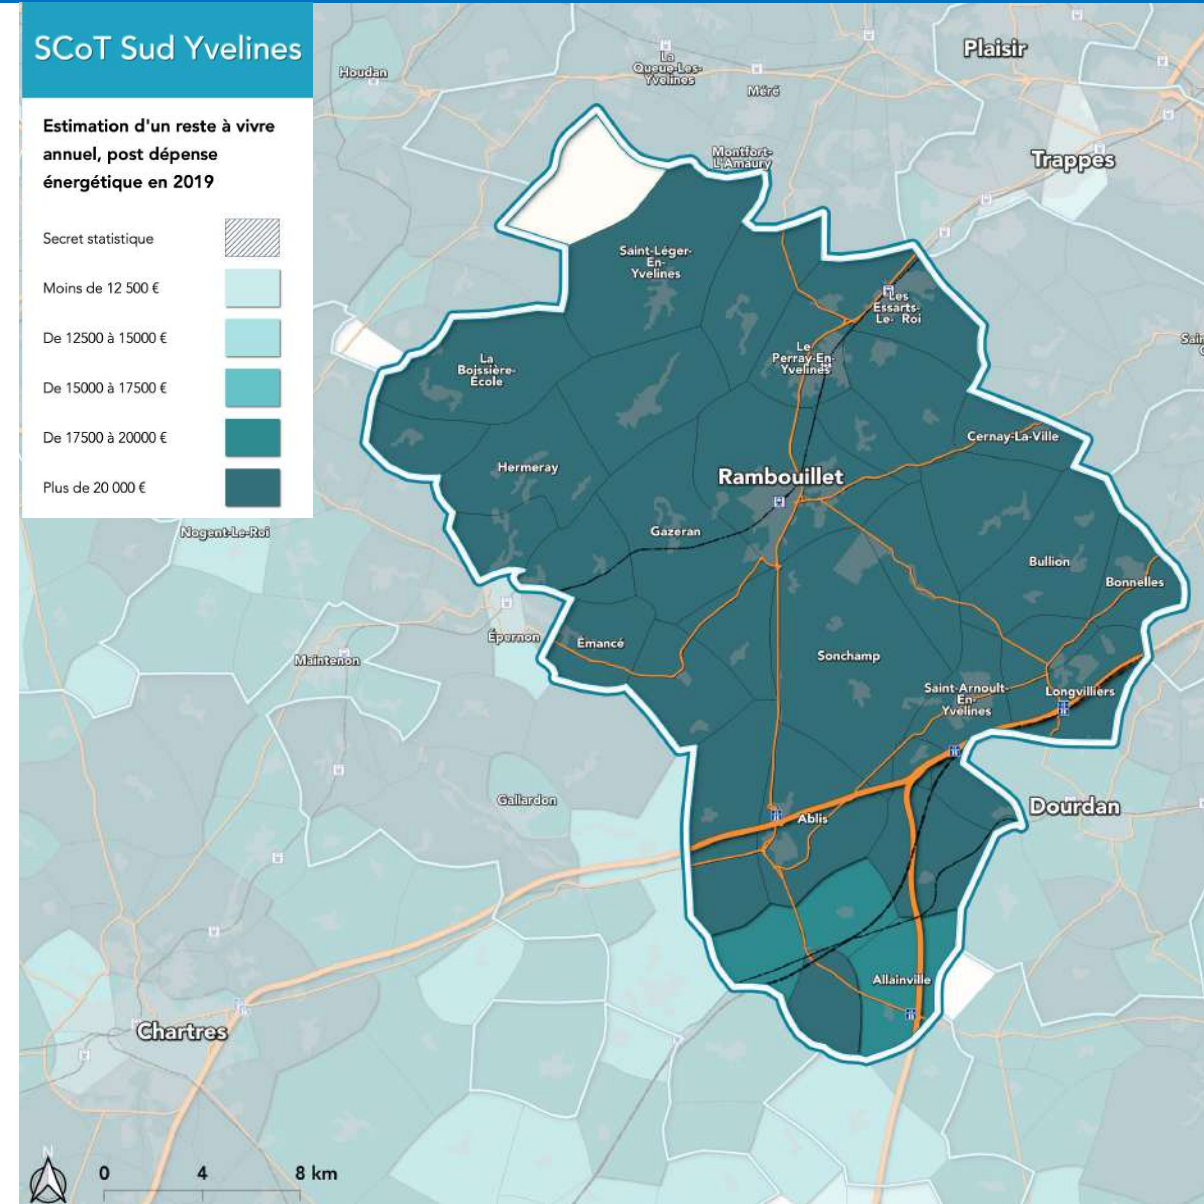 SCoT Sud Yvelines
Estimation d'un reste à vivre
annuel, post dépense
énergétique en 2019
Secret statistique
Moins de 12 500 €
De 12500 à 15000 €
De 15000 à 17500 €
De 17500 à 20000 €
Plus de 20 000 €
Houdan
La
Queue-Les-
Yvelines
Méré
Plaisir
Montfort-
L'Amaury
Trappes
Saint-Léger-
En-
Yvelines
Les
Essarts-
Le- Roi
Le
Perray-En-
Yvelines
La
Boissière-
École
Cernay-La-Ville
Hermeray
Rambouillet
Nogent-Le-Roi
Gazeran
Bullion
Bonnelles
Épernon
Émancé
Maintenon
Sonchamp
Saint-Arnoult-
En-
Yvelines
Longvilliers
Gallardon
Ablis
Dourdan
Allainville
Chartres
N
0 4 8 km